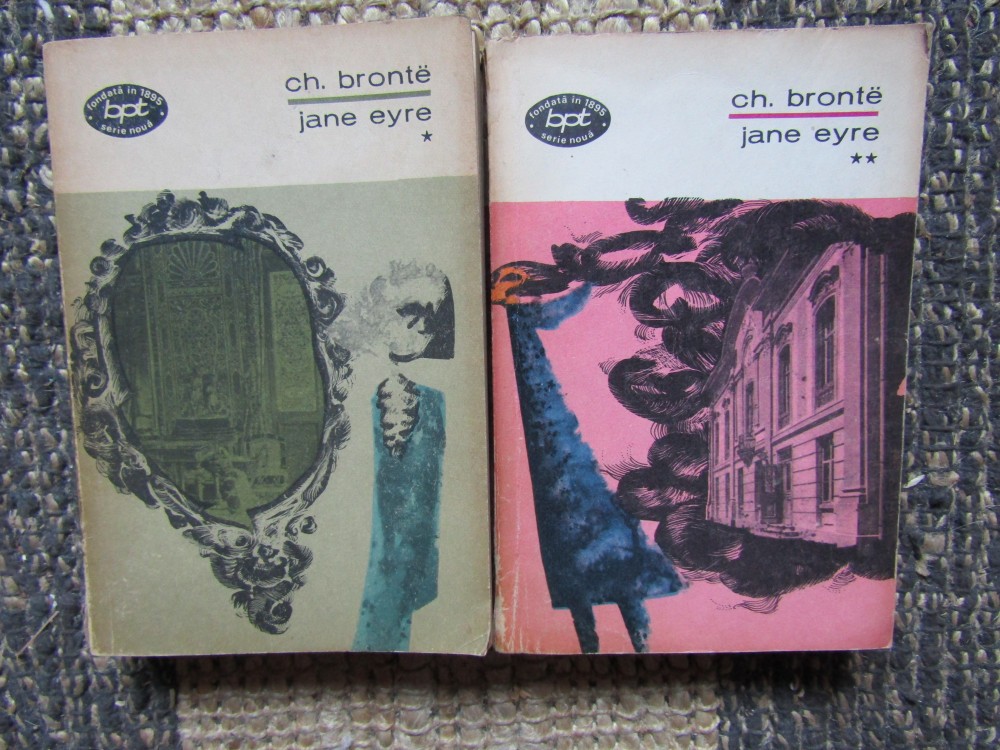 fondată în 1895
bpt
serie nouă
ch. brontë
jane eyre
*
fondată în 1895
bpt
serie nouă
ch. brontë
jane eyre
**